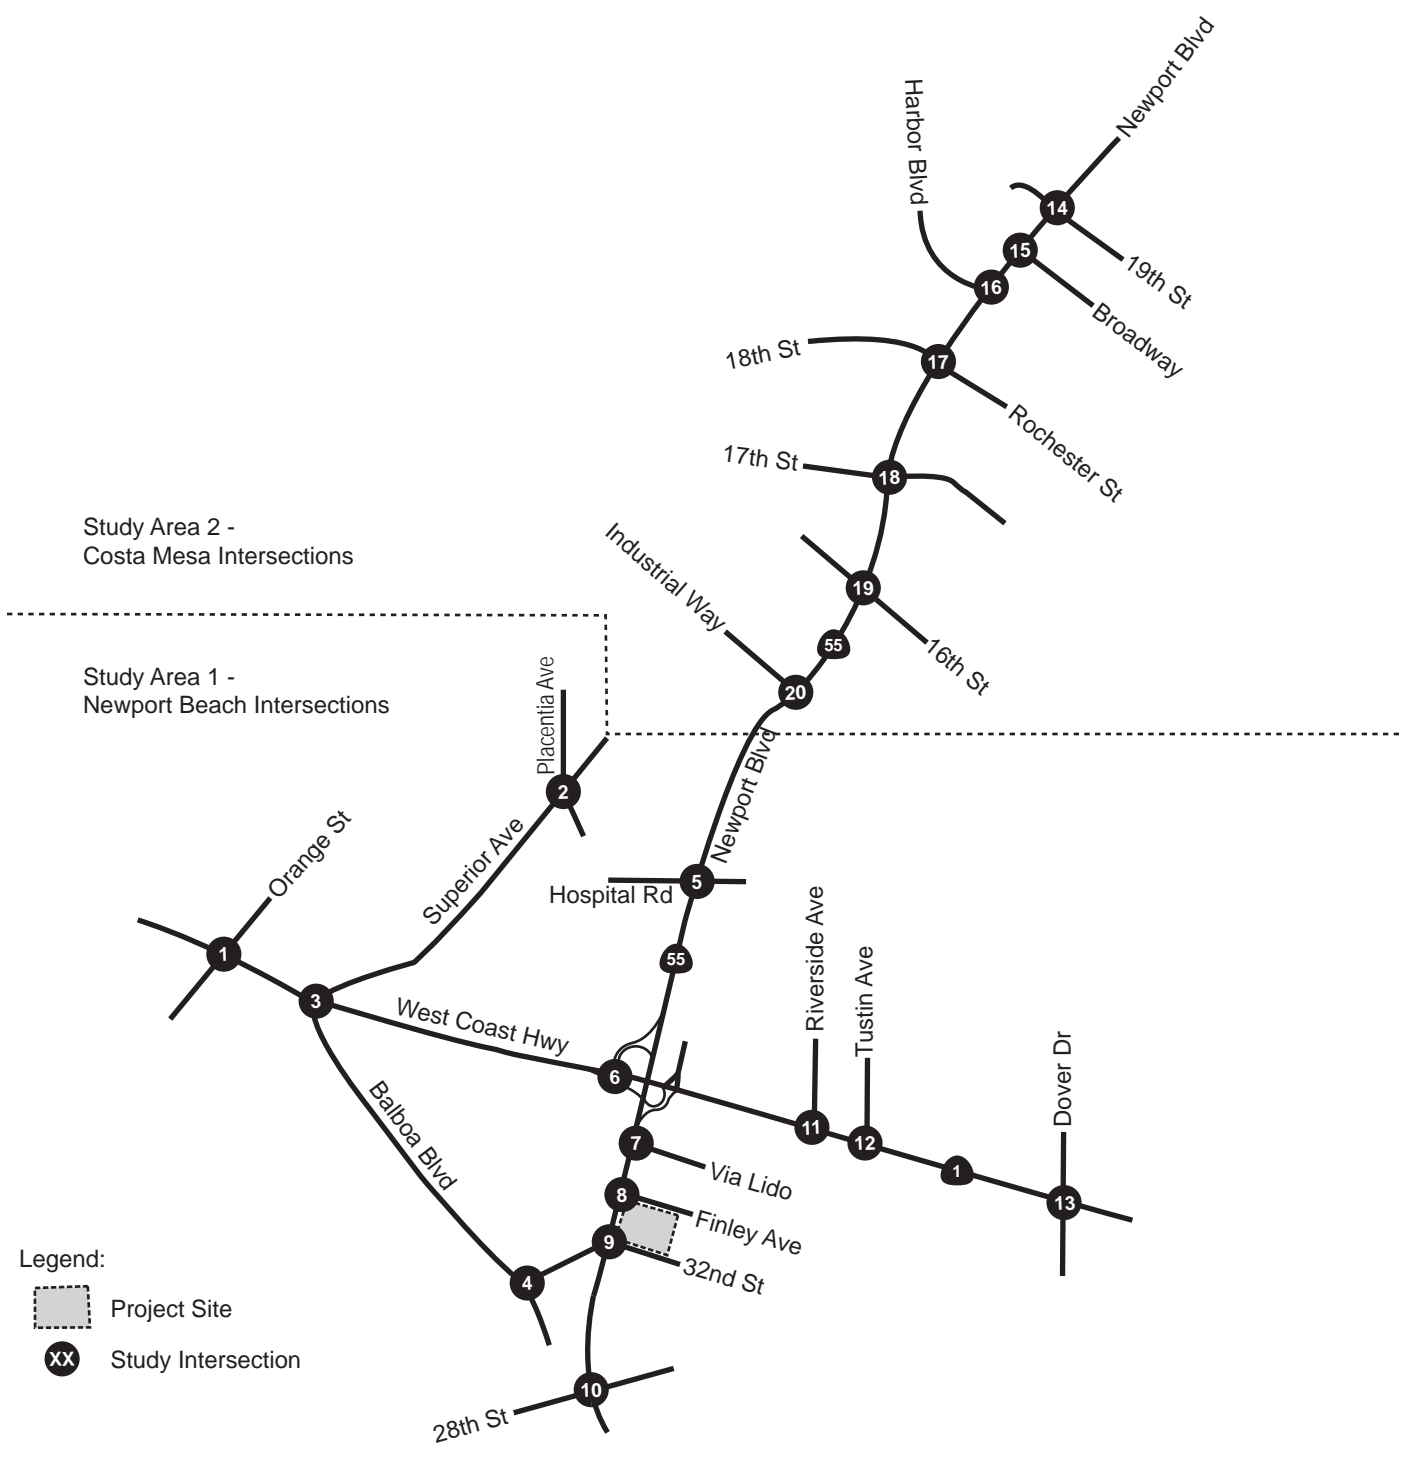 Newport Blvd
Harbor Blvd
14
15
19th St
16
Broadway
18th St
17
Rochester St
17th St
18
Study Area 2 -
Costa Mesa Intersections
Industrial Way
19
55
16th St
20
Study Area 1 -
Newport Beach Intersections
Placentia Ave
2
Newport Blvd
Orange St
Superior Ave
5
Hospital Rd
Riverside Ave
1
55
Tustin Ave
3
West Coast Hwy
6
Dover Dr
Balboa Blvd
11
12
7
1
Via Lido
8
13
Finley Ave
9
32nd St
4
Legend:
Project Site
XX
Study Intersection
10
28th St